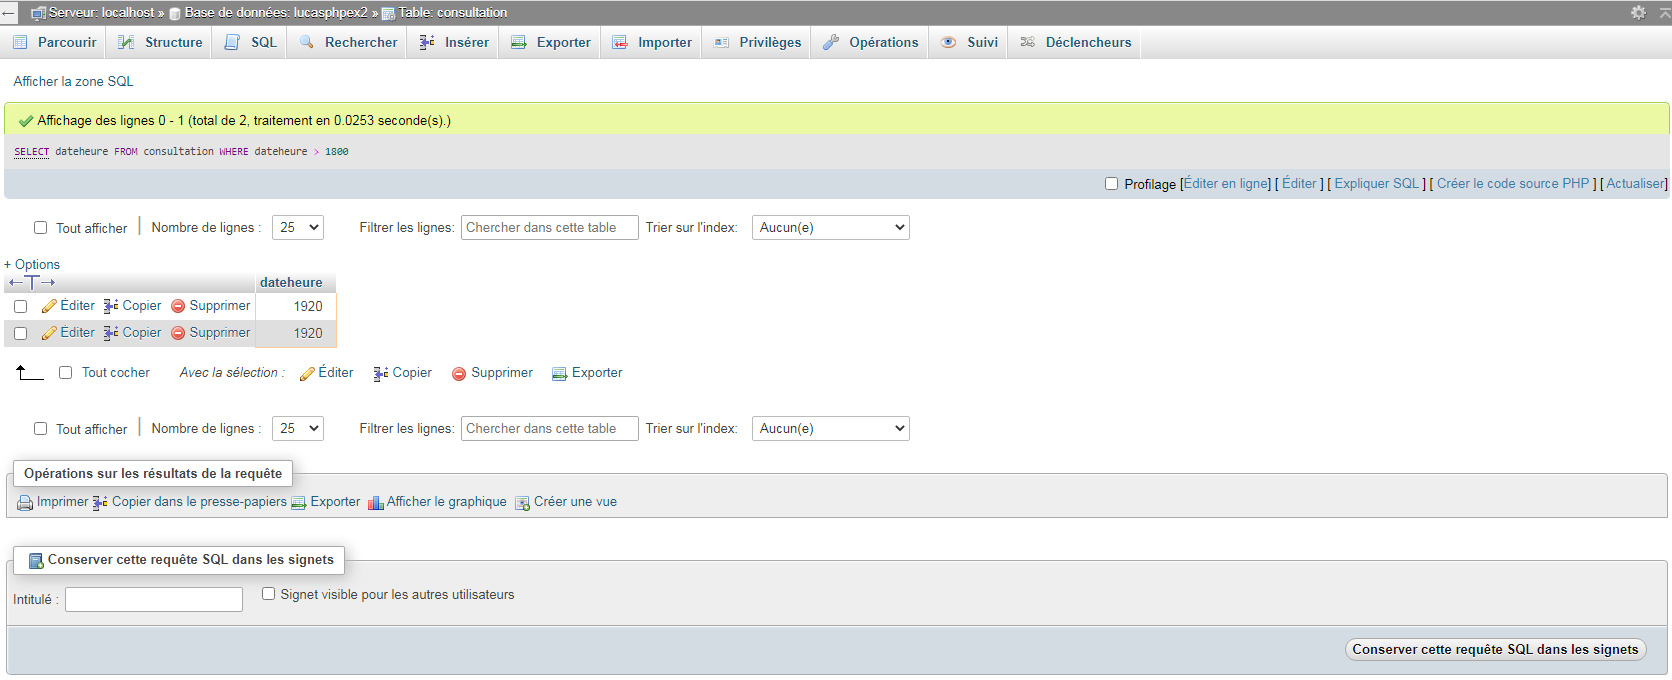 ← Serveur: localhost » Base de données: lucasphpex2 » Table: consultation
Parcourir Structure SQL Rechercher Insérer Exporter Importer Privilèges Opérations Suivi Déclencheurs
Afficher la zone SQL
Affichage des lignes 0 - 1 (total de 2, traitement en 0.0253 seconde(s).)
SELECT dateheure FROM consultation WHERE dateheure > 1800
Profilage [Éditer en ligne] [ Éditer ] [ Expliquer SQL ] [ Créer le code source PHP ] [ Actualiser]
Tout afficher | Nombre de lignes : 25 Filtrer les lignes: Chercher dans cette table Trier sur l'index: Aucun(e)
+ Options
←T→ dateheure
Éditer Copier Supprimer 1920
Éditer Copier Supprimer 1920
Tout cocher Avec la sélection : Éditer Copier Supprimer Exporter
Tout afficher | Nombre de lignes : 25 Filtrer les lignes: Chercher dans cette table Trier sur l'index: Aucun(e)
Opérations sur les résultats de la requête
Imprimer Copier dans le presse-papiers Exporter Afficher le graphique Créer une vue
Conserver cette requête SQL dans les signets
Intitulé : Signet visible pour les autres utilisateurs
Conserver cette requête SQL dans les signets